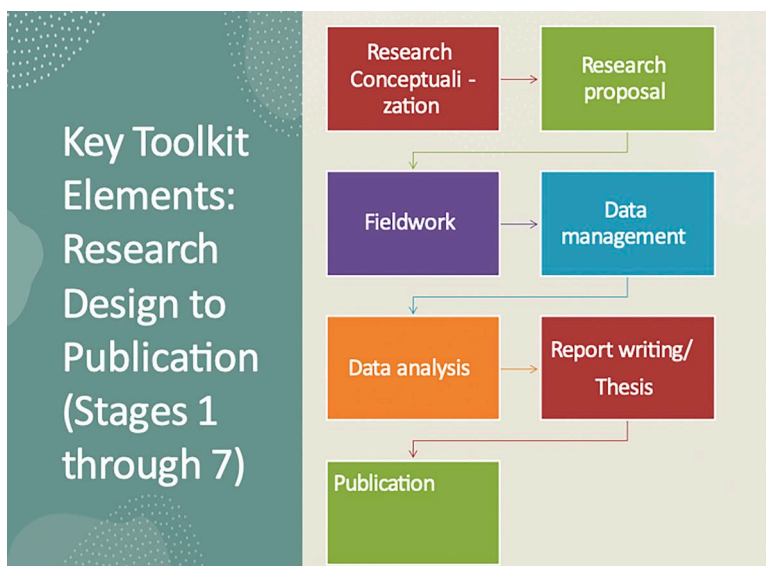 Key Toolkit
Elements:
Research
Design to
Publication
(Stages 1
through 7)
Research
Conceptuali -
zation
Research
proposal
Fieldwork
Data
management
Data analysis
Report writing/
Thesis
Publication